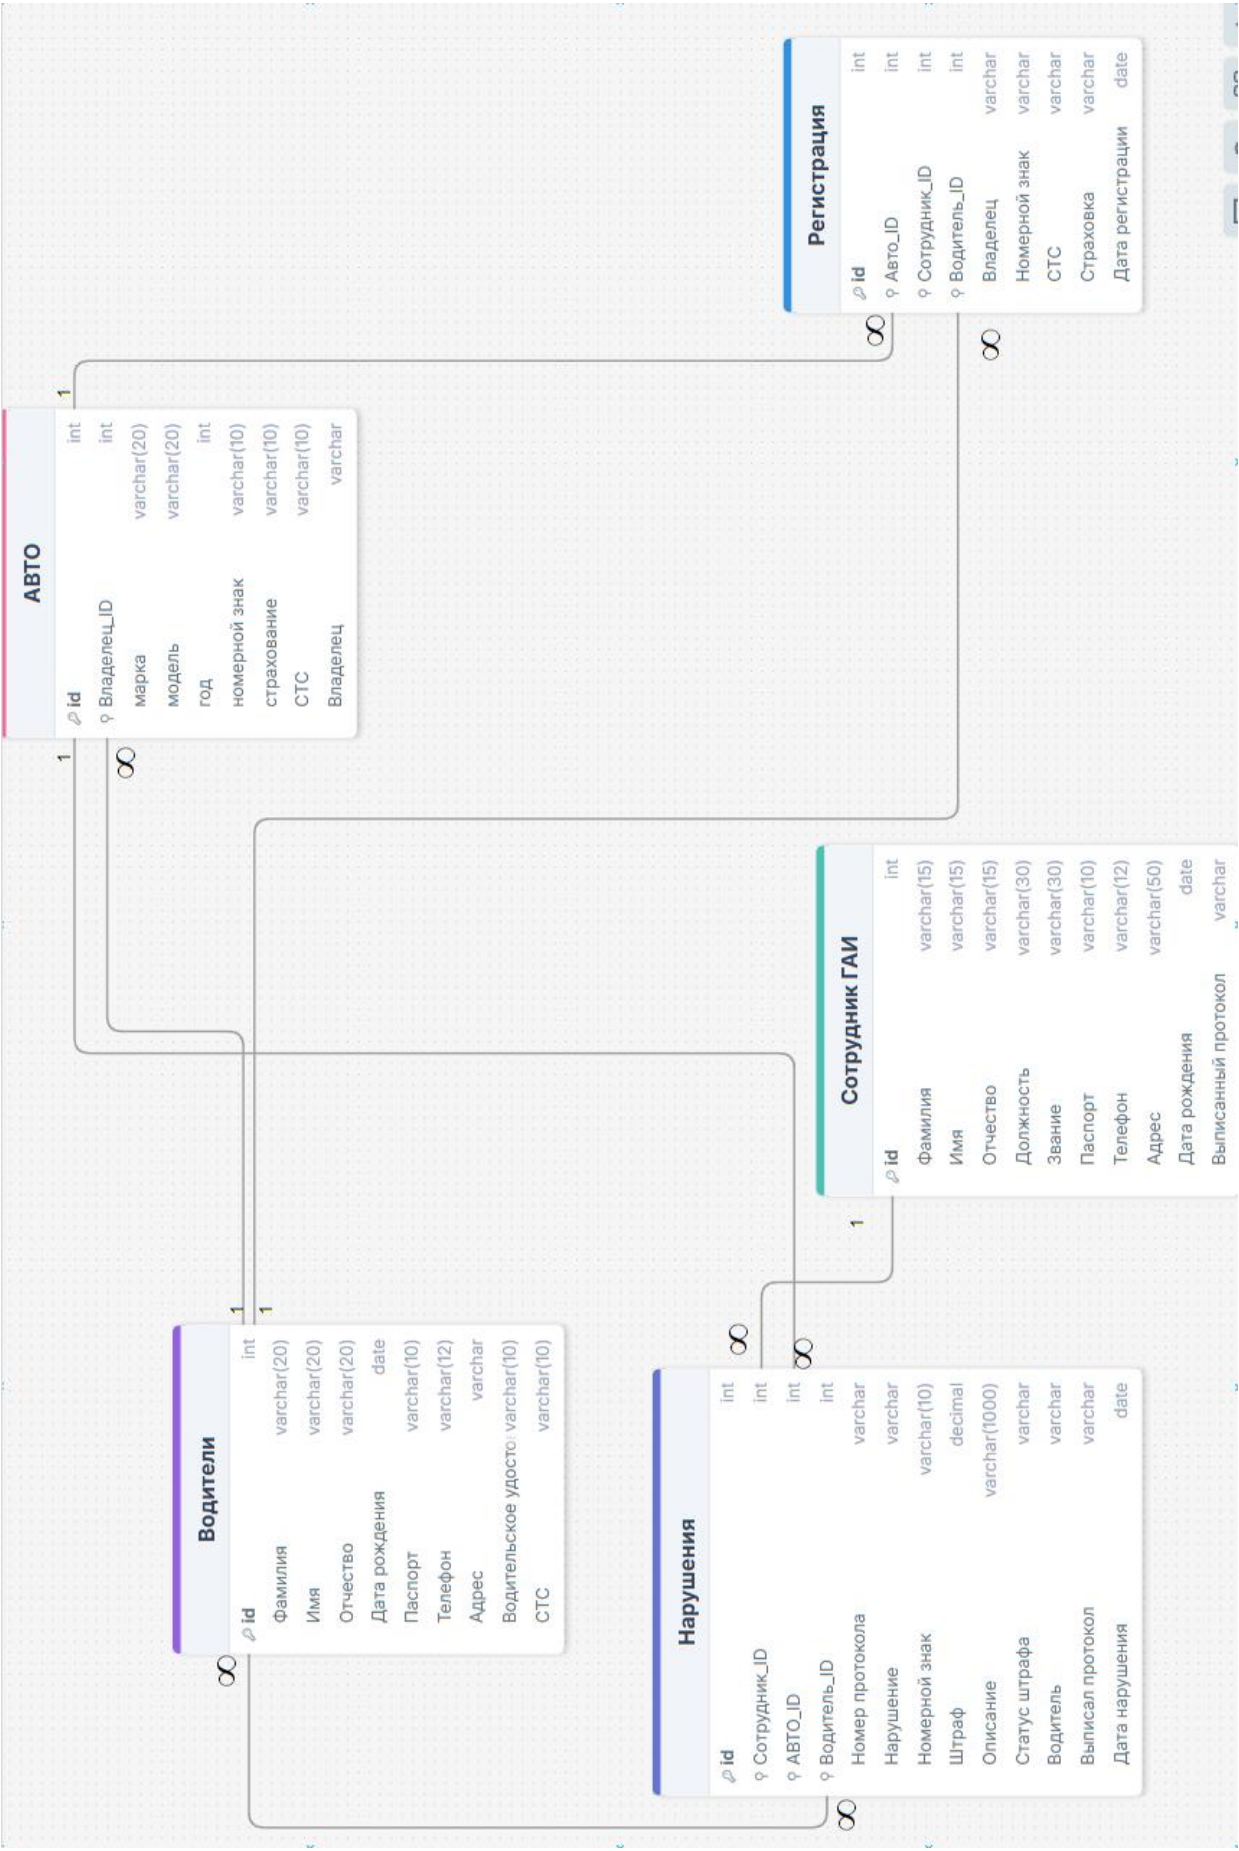 АВТО
id int
Владелец_ID int
марка varchar(20)
модель varchar(20)
год int
номерной знак varchar(10)
страхование varchar(10)
СТС varchar(10)
Владелец varchar
1
1
∞
Водители
id int
Фамилия varchar(20)
Имя varchar(20)
Отчество varchar(20)
Дата рождения date
Паспорт varchar(10)
Телефон varchar(12)
Адрес varchar
Водительское удосто varchar(10)
СТС varchar(10)
∞
1
1
Нарушения
id int
Сотрудник_ID int
АВТО_ID int
Водитель_ID int
Номер протокола varchar
Нарушение varchar
Номерной знак varchar(10)
Штраф decimal
Описание varchar(1000)
Статус штрафа varchar
Водитель varchar
Выписал протокол varchar
Дата нарушения date
∞
∞
∞
Сотрудник ГАИ
id int
Фамилия varchar(15)
Имя varchar(15)
Отчество varchar(15)
Должность varchar(30)
Звание varchar(30)
Паспорт varchar(10)
Телефон varchar(12)
Адрес varchar(50)
Дата рождения date
Выписанный протокол varchar
1
Регистрация
id int
Авто_ID int
Сотрудник_ID int
Водитель_ID int
Владелец varchar
Номерной знак varchar
СТС varchar
Страховка varchar
Дата регистрации date
∞
∞